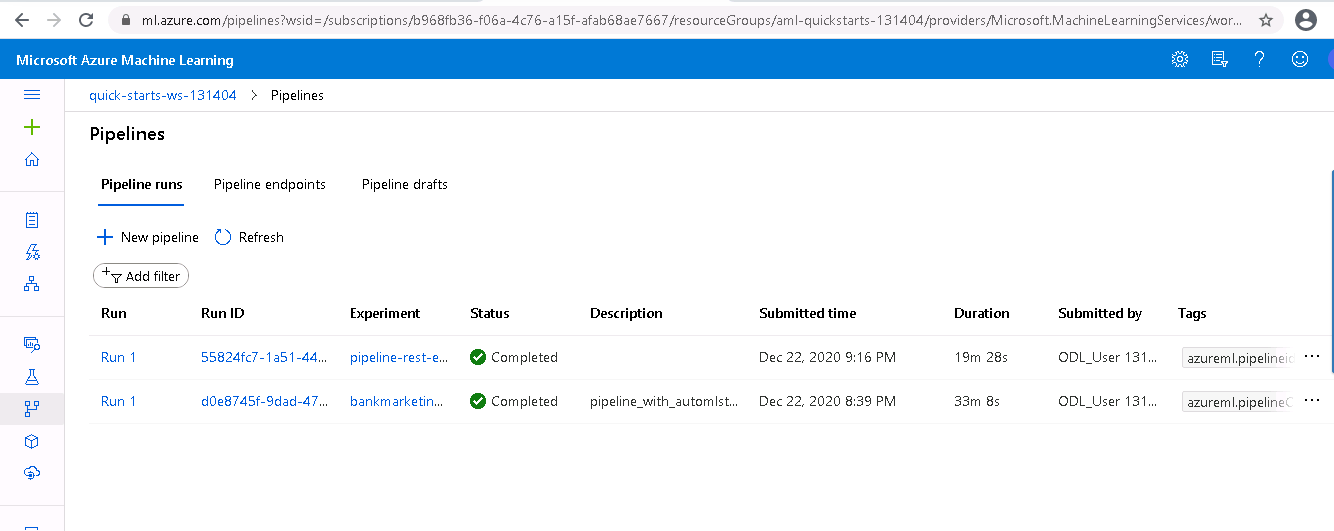 ml.azure.com/pipelines?wsid=/subscriptions/b968fb36-f06a-4c76-a15f-afab68ae7667/resourceGroups/aml-quickstarts-131404/providers/Microsoft.MachineLearningServices/wor...
Microsoft Azure Machine Learning
quick-starts-ws-131404 > Pipelines
Pipelines
Pipeline runs Pipeline endpoints Pipeline drafts
New pipeline Refresh
Add filter
Run Run ID Experiment Status Description Submitted time Duration Submitted by Tags
Run 1 55824fc7-1a51-44... pipeline-rest-e... Completed Dec 22, 2020 9:16 PM 19m 28s ODL_User 131... azureml.pipelineid ...
Run 1 d0e8745f-9dad-47... bankmarketin... Completed pipeline_with_automlst... Dec 22, 2020 8:39 PM 33m 8s ODL_User 131... azureml.pipelineC ...